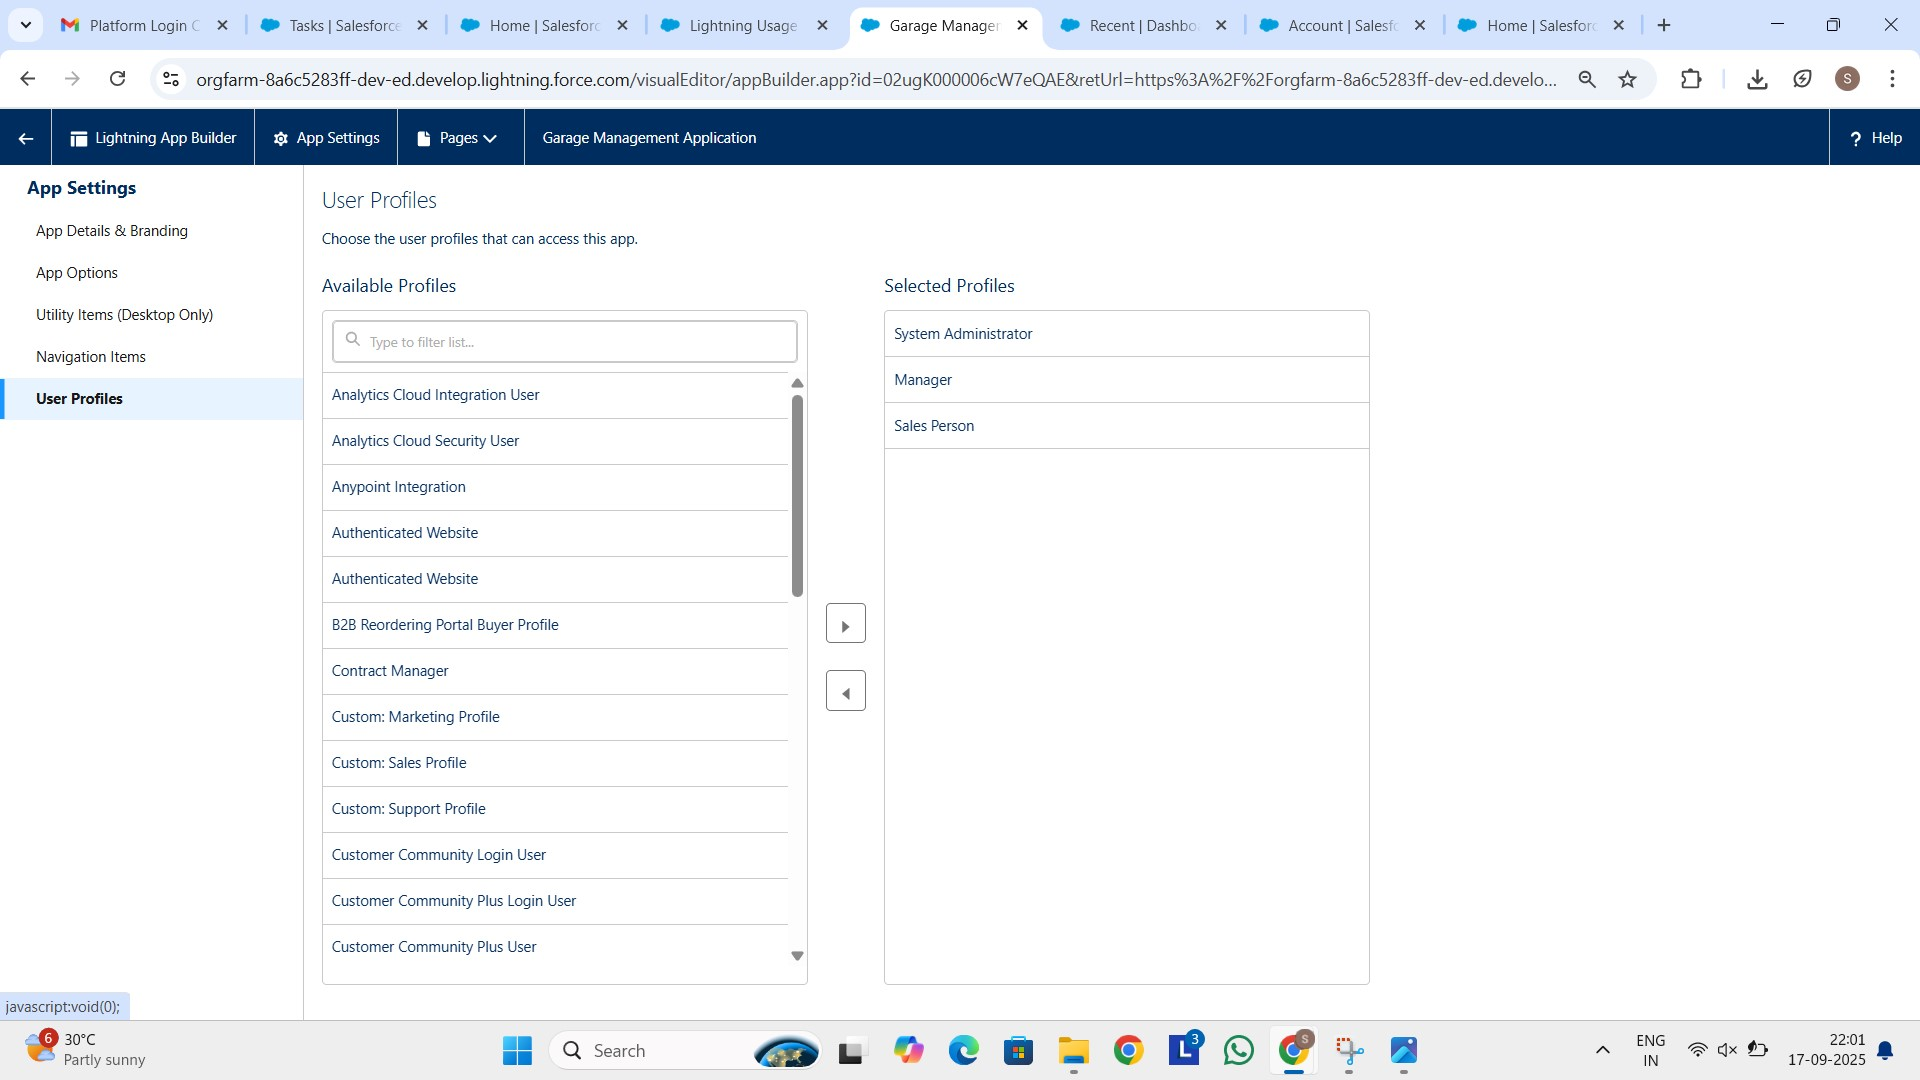 Platform Login C
Tasks | Salesforce
Home | Salesforc
Lightning Usage
Garage Manager
Recent | Dashbo
Account | Salesfo
Home | Salesforc
orgfarm-8a6c5283ff-dev-ed.develop.lightning.force.com/visualEditor/appBuilder.app?id=02ugK000006cW7eQAE&retUrl=https%3A%2F%2Forgfarm-8a6c5283ff-dev-ed.develo...
S
Lightning App Builder
App Settings
Pages
Garage Management Application
? Help
App Settings
App Details & Branding
App Options
Utility Items (Desktop Only)
Navigation Items
User Profiles
User Profiles
Choose the user profiles that can access this app.
Available Profiles
Type to filter list...
Analytics Cloud Integration User
Analytics Cloud Security User
Anypoint Integration
Authenticated Website
Authenticated Website
B2B Reordering Portal Buyer Profile
Contract Manager
Custom: Marketing Profile
Custom: Sales Profile
Custom: Support Profile
Customer Community Login User
Customer Community Plus Login User
Customer Community Plus User
Selected Profiles
System Administrator
Manager
Sales Person
javascript:void(0);
6
30°C
Partly sunny
Search
L
3
S
ENG
IN
22:01
17-09-2025